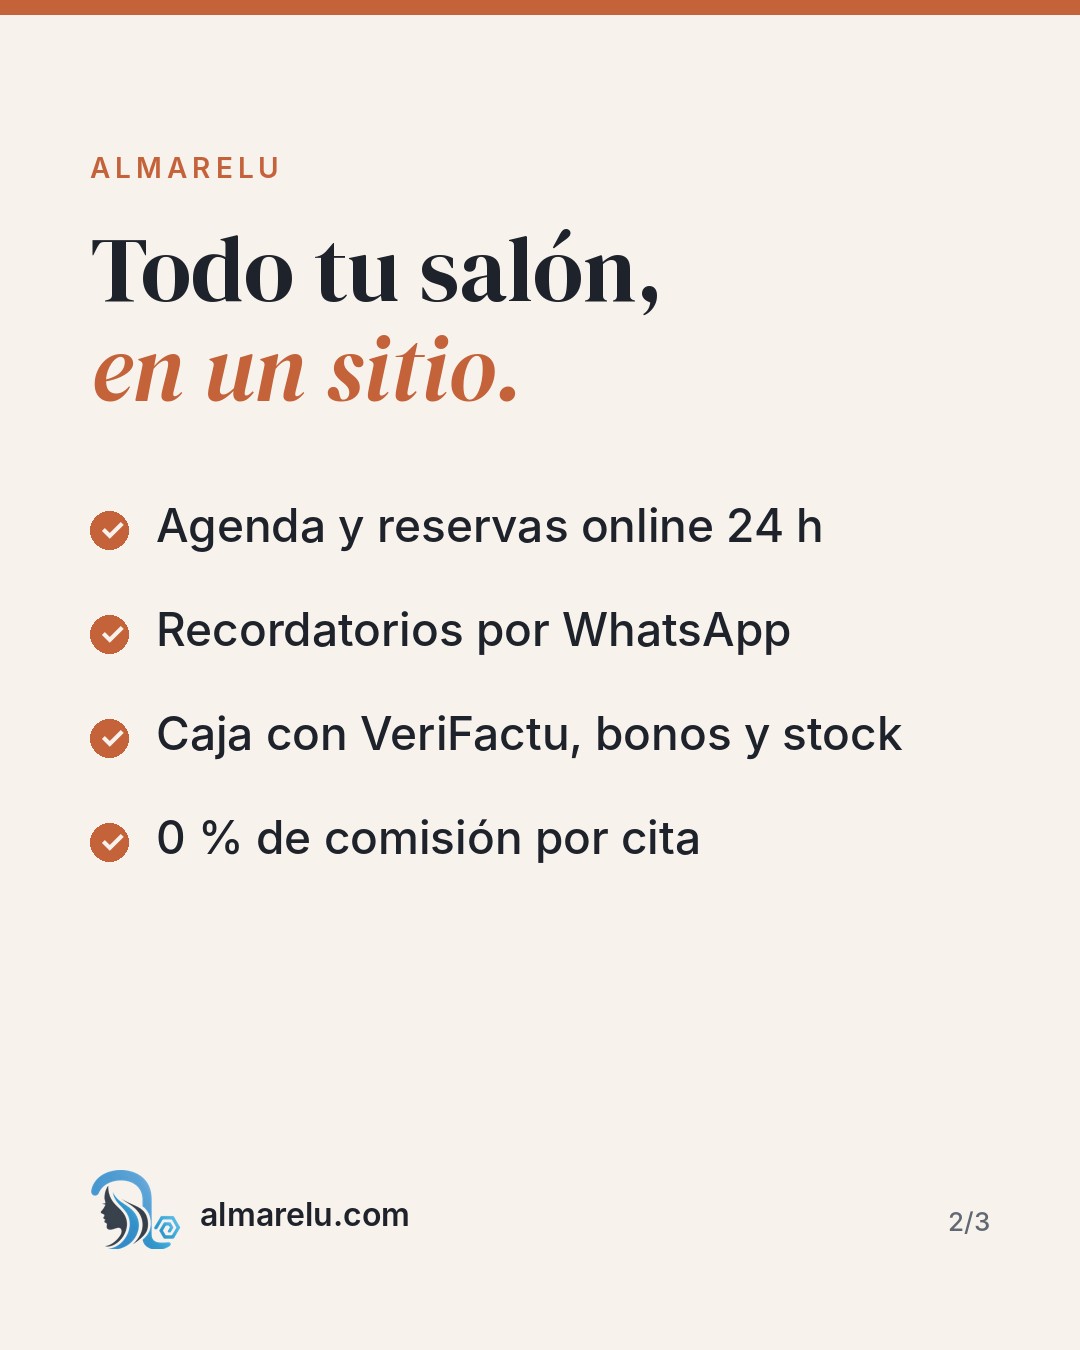 ALMARELU
Todo tu salón,
en un sitio.
Agenda y reservas online 24 h
Recordatorios por WhatsApp
Caja con VeriFactu, bonos y stock
0 % de comisión por cita
almarelu.com
2/3